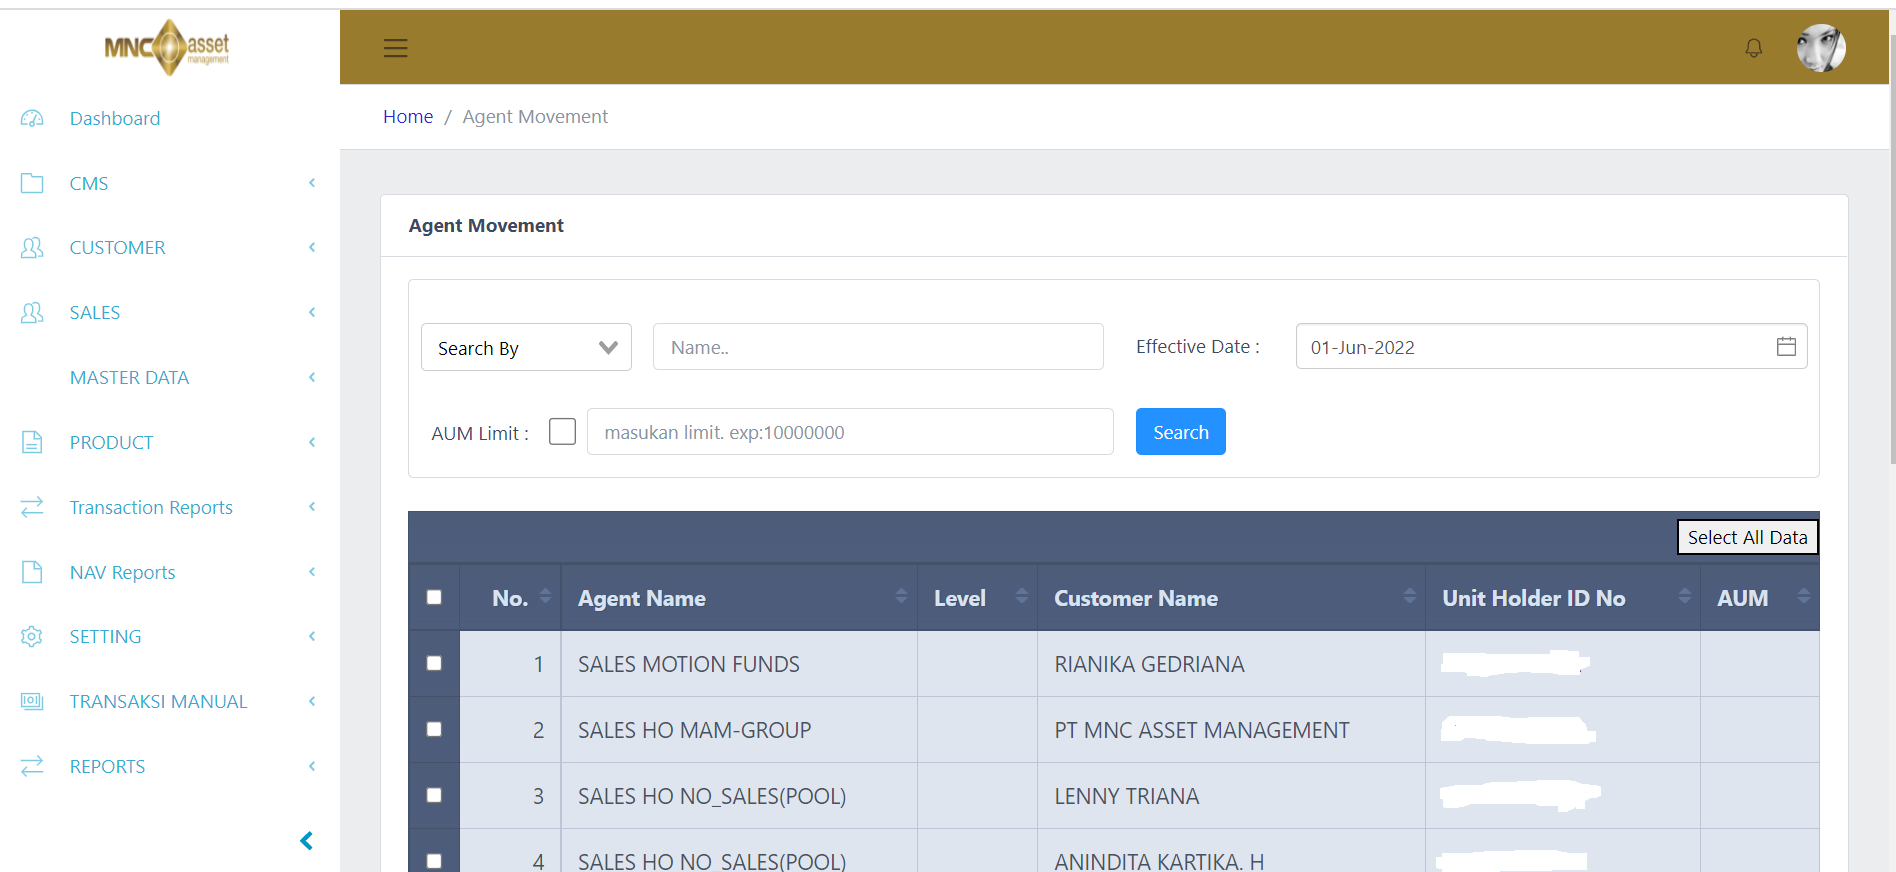 MNC asset management
Dashboard
CMS
CUSTOMER
SALES
MASTER DATA
PRODUCT
Transaction Reports
NAV Reports
SETTING
TRANSAKSI MANUAL
REPORTS
Home / Agent Movement
Agent Movement
Search By Name.. Effective Date : 01-Jun-2022
AUM Limit : masukan limit. exp:10000000 Search
Select All Data
No. Agent Name Level Customer Name Unit Holder ID No AUM
1 SALES MOTION FUNDS RIANIKA GEDRIANA
2 SALES HO MAM-GROUP PT MNC ASSET MANAGEMENT
3 SALES HO NO_SALES(POOL) LENNY TRIANA
4 SALES HO NO_SALES(POOL) ANINDITA KARTIKA. H